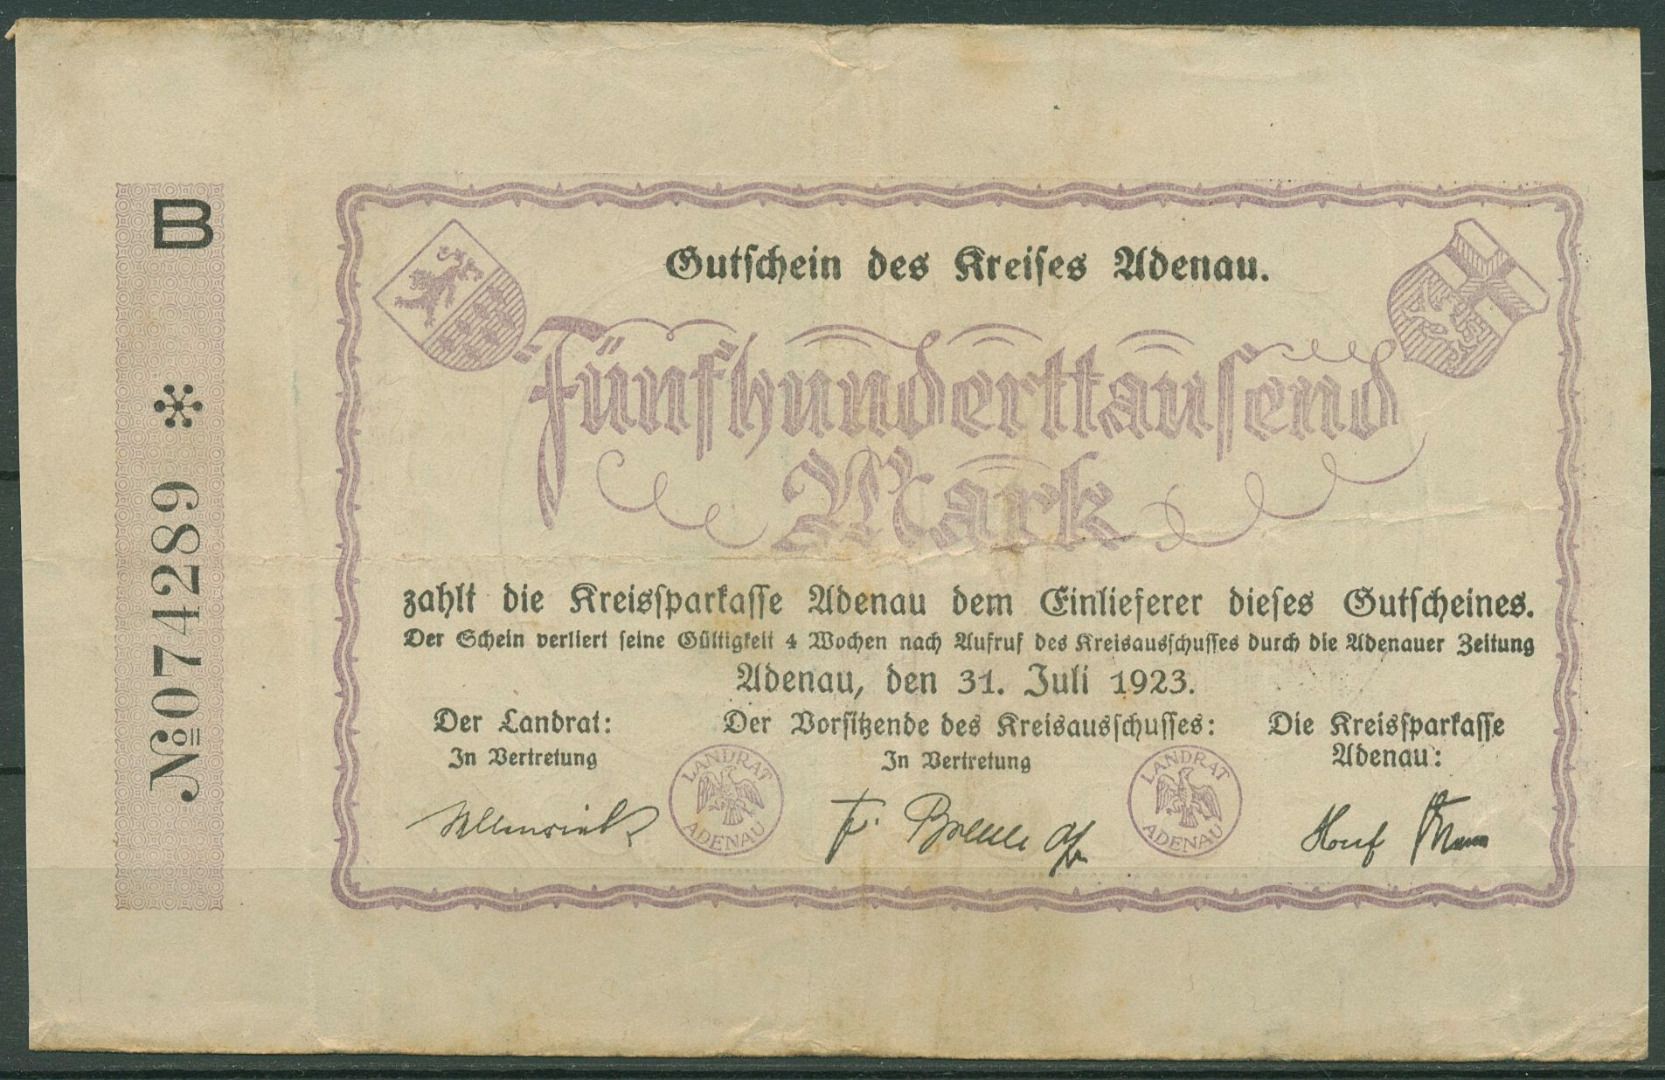 B
№074289 *
Gutschein des Kreises Adenau.
Fünfhunderttausend
Mark
zahlt die Kreissparkasse Adenau dem Einlieferer dieses Gutscheines.
Der Schein verliert seine Gültigkeit 4 Wochen nach Aufruf des Kreisausschusses durch die Adenauer Zeitung
Adenau, den 31. Juli 1923.
Der Landrat: Der Vorsitzende des Kreisausschusses: Die Kreissparkasse
In Vertretung In Vertretung Adenau:
LANDRAT ADENAU LANDRAT ADENAU